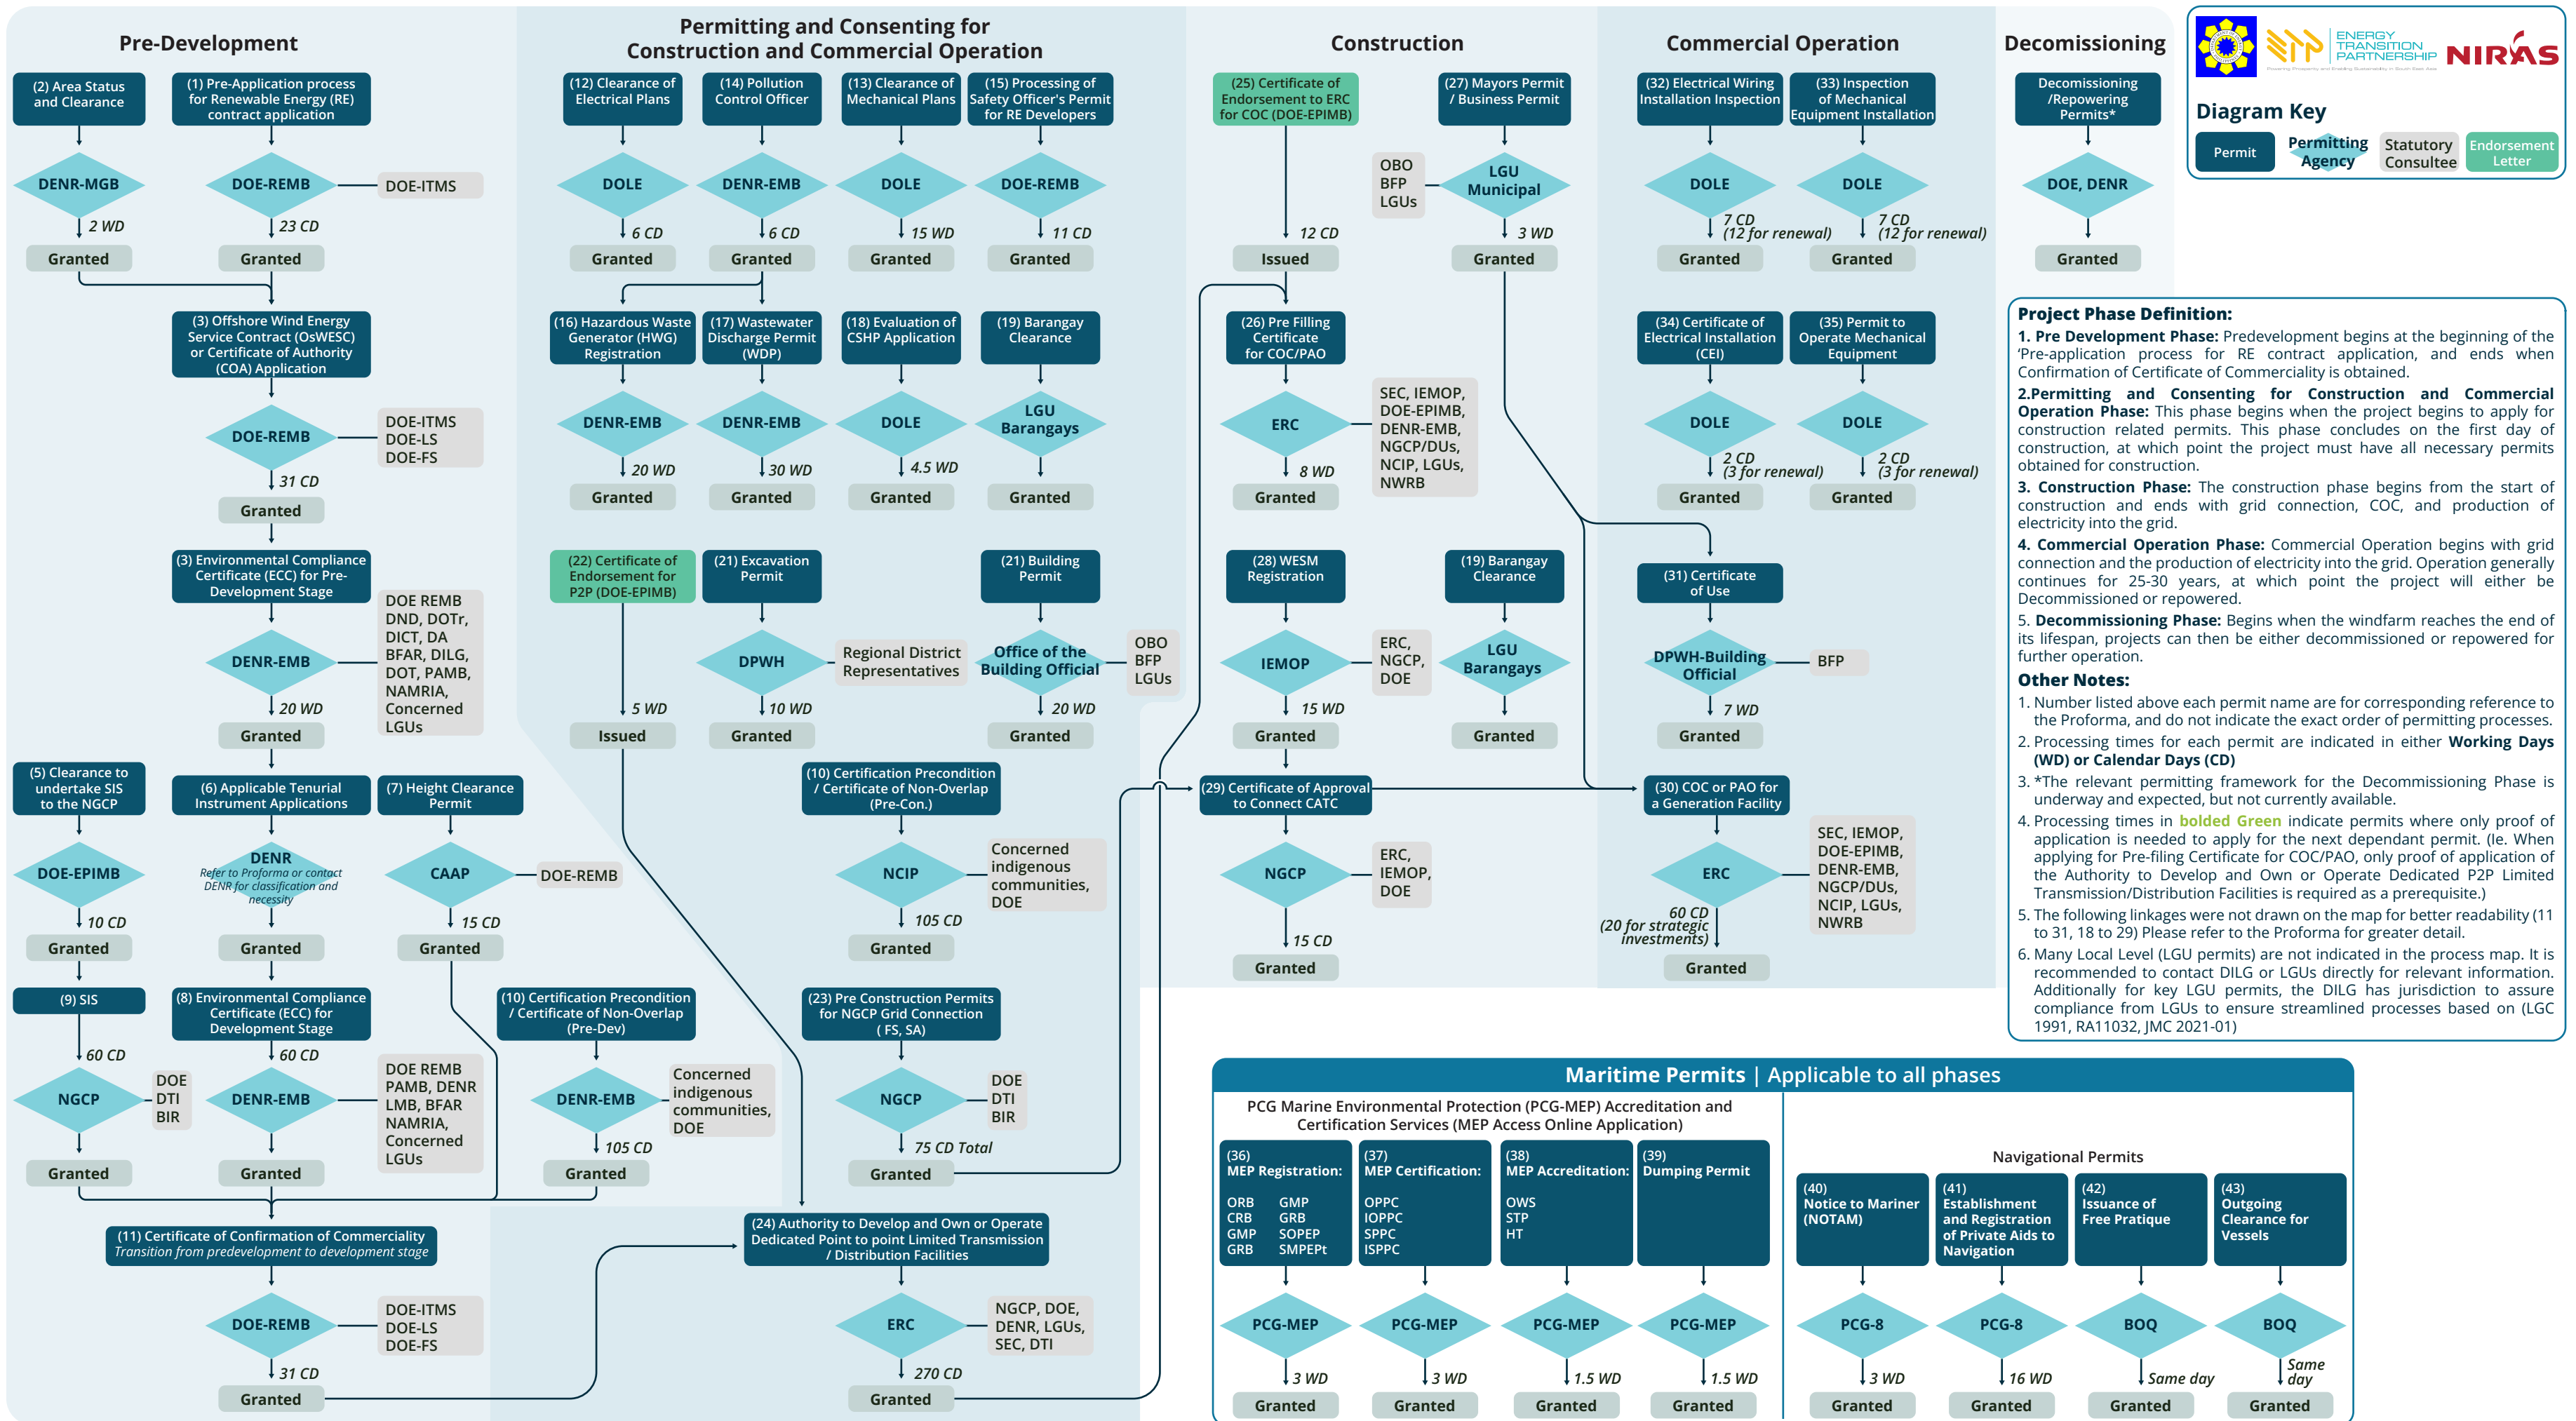 Pre-Development
(2) Area Status
and Clearance
DENR-MGB
2 WD
Granted
(1) Pre-Application process
for Renewable Energy (RE)
contract application
DOE-REMB
DOE-ITMS
23 CD
Granted
(3) Offshore Wind Energy
Service Contract (OsWESC)
or Certificate of Authority
(COA) Application
DOE-REMB
DOE-ITMS
DOE-LS
DOE-FS
31 CD
Granted
(3) Environmental Compliance
Certificate (ECC) for Pre-
Development Stage
DENR-EMB
DOE REMB
DND, DOTr,
DICT, DA
BFAR, DILG,
DOT, PAMB,
NAMRIA,
Concerned
LGUs
20 WD
Granted
(5) Clearance to
undertake SIS
to the NGCP
DOE-EPIMB
10 CD
Granted
(6) Applicable Tenurial
Instrument Applications
DENR
Refer to Proforma or contact
DENR for classification and
necessity
Granted
(7) Height Clearance
Permit
CAAP
DOE-REMB
15 CD
Granted
(9) SIS
60 CD
NGCP
DOE
DTI
BIR
Granted
(8) Environmental Compliance
Certificate (ECC) for
Development Stage
60 CD
DENR-EMB
DOE REMB
PAMB, DENR
LMB, BFAR
NAMRIA,
Concerned
LGUs
Granted
(10) Certification Precondition
/ Certificate of Non-Overlap
(Pre-Dev)
DENR-EMB
Concerned
indigenous
communities,
DOE
105 CD
Granted
(11) Certificate of Confirmation of Commerciality
Transition from predevelopment to development stage
DOE-REMB
DOE-ITMS
DOE-LS
DOE-FS
31 CD
Granted
Permitting and Consenting for
Construction and Commercial Operation
(12) Clearance of
Electrical Plans
DOLE
6 CD
Granted
(14) Pollution
Control Officer
DENR-EMB
6 CD
Granted
(13) Clearance of
Mechanical Plans
DOLE
15 WD
Granted
(15) Processing of
Safety Officer's Permit
for RE Developers
DOE-REMB
11 CD
Granted
(16) Hazardous Waste
Generator (HWG)
Registration
DENR-EMB
20 WD
Granted
(17) Wastewater
Discharge Permit
(WDP)
DENR-EMB
30 WD
Granted
(18) Evaluation of
CSHP Application
DOLE
4.5 WD
Granted
(19) Barangay
Clearance
LGU
Barangays
Granted
(22) Certificate of
Endorsement for
P2P (DOE-EPIMB)
5 WD
Issued
(21) Excavation
Permit
DPWH
Regional District
Representatives
10 WD
Granted
(21) Building
Permit
Office of the
Building Official
OBO
BFP
LGUs
20 WD
Granted
(10) Certification Precondition
/ Certificate of Non-Overlap
(Pre-Con.)
NCIP
Concerned
indigenous
communities,
DOE
105 CD
Granted
(23) Pre Construction Permits
for NGCP Grid Connection
( FS, SA)
NGCP
DOE
DTI
BIR
75 CD Total
Granted
(24) Authority to Develop and Own or Operate
Dedicated Point to point Limited Transmission
/ Distribution Facilities
ERC
NGCP, DOE,
DENR, LGUs,
SEC, DTI
270 CD
Granted
Construction
(25) Certificate of
Endorsement to ERC
for COC (DOE-EPIMB)
12 CD
Issued
(27) Mayors Permit
/ Business Permit
OBO
BFP
LGUs
LGU
Municipal
3 WD
Granted
(26) Pre Filling
Certificate
for COC/PAO
ERC
SEC, IEMOP,
DOE-EPIMB,
DENR-EMB,
NGCP/DUs,
NCIP, LGUs,
NWRB
8 WD
Granted
(28) WESM
Registration
IEMOP
ERC,
NGCP,
DOE
15 WD
Granted
(19) Barangay
Clearance
LGU
Barangays
Granted
(29) Certificate of Approval
to Connect CATC
NGCP
ERC,
IEMOP,
DOE
15 CD
Granted
Commercial Operation
(32) Electrical Wiring
Installation Inspection
DOLE
7 CD
(12 for renewal)
Granted
(33) Inspection
of Mechanical
Equipment Installation
DOLE
7 CD
(12 for renewal)
Granted
(34) Certificate of
Electrical Installation
(CEI)
DOLE
2 CD
(3 for renewal)
Granted
(35) Permit to
Operate Mechanical
Equipment
DOLE
2 CD
(3 for renewal)
Granted
(31) Certificate
of Use
DPWH-Building
Official
BFP
7 WD
Granted
(30) COC or PAO for
a Generation Facility
ERC
SEC, IEMOP,
DOE-EPIMB,
DENR-EMB,
NGCP/DUs,
NCIP, LGUs,
NWRB
60 CD
(20 for strategic
investments)
Granted
Decomissioning
Decomissioning
/Repowering
Permits*
DOE, DENR
Granted
ENERGY
TRANSITION
PARTNERSHIP
NIRAS
Diagram Key
Permit
Permitting
Agency
Statutory
Consultee
Endorsement
Letter
Project Phase Definition:
1. Pre Development Phase: Predevelopment begins at the beginning of the
‘Pre-application process for RE contract application, and ends when
Confirmation of Certificate of Commerciality is obtained.
2.Permitting and Consenting for Construction and Commercial
Operation Phase: This phase begins when the project begins to apply for
construction related permits. This phase concludes on the first day of
construction, at which point the project must have all necessary permits
obtained for construction.
3. Construction Phase: The construction phase begins from the start of
construction and ends with grid connection, COC, and production of
electricity into the grid.
4. Commercial Operation Phase: Commercial Operation begins with grid
connection and the production of electricity into the grid. Operation generally
continues for 25-30 years, at which point the project will either be
Decommissioned or repowered.
5. Decommissioning Phase: Begins when the windfarm reaches the end of
its lifespan, projects can then be either decommissioned or repowered for
further operation.
Other Notes:
1. Number listed above each permit name are for corresponding reference to
the Proforma, and do not indicate the exact order of permitting processes.
2. Processing times for each permit are indicated in either Working Days
(WD) or Calendar Days (CD)
3. *The relevant permitting framework for the Decommissioning Phase is
underway and expected, but not currently available.
4. Processing times in bolded Green indicate permits where only proof of
application is needed to apply for the next dependant permit. (Ie. When
applying for Pre-filing Certificate for COC/PAO, only proof of application of
the Authority to Develop and Own or Operate Dedicated P2P Limited
Transmission/Distribution Facilities is required as a prerequisite.)
5. The following linkages were not drawn on the map for better readability (11
to 31, 18 to 29) Please refer to the Proforma for greater detail.
6. Many Local Level (LGU permits) are not indicated in the process map. It is
recommended to contact DILG or LGUs directly for relevant information.
Additionally for key LGU permits, the DILG has jurisdiction to assure
compliance from LGUs to ensure streamlined processes based on (LGC
1991, RA11032, JMC 2021-01)
Maritime Permits | Applicable to all phases
PCG Marine Environmental Protection (PCG-MEP) Accreditation and
Certification Services (MEP Access Online Application)
(36)
MEP Registration:
ORB GMP
CRB GRB
GMP SOPEP
GRB SMPEPt
PCG-MEP
3 WD
Granted
(37)
MEP Certification:
OPPC
IOPPC
SPPC
ISPPC
PCG-MEP
3 WD
Granted
(38)
MEP Accreditation:
OWS
STP
HT
PCG-MEP
1.5 WD
Granted
(39)
Dumping Permit
PCG-MEP
1.5 WD
Granted
Navigational Permits
(40)
Notice to Mariner
(NOTAM)
PCG-8
3 WD
Granted
(41)
Establishment
and Registration
of Private Aids to
Navigation
PCG-8
16 WD
Granted
(42)
Issuance of
Free Pratique
BOQ
Same day
Granted
(43)
Outgoing
Clearance for
Vessels
BOQ
Same
day
Granted